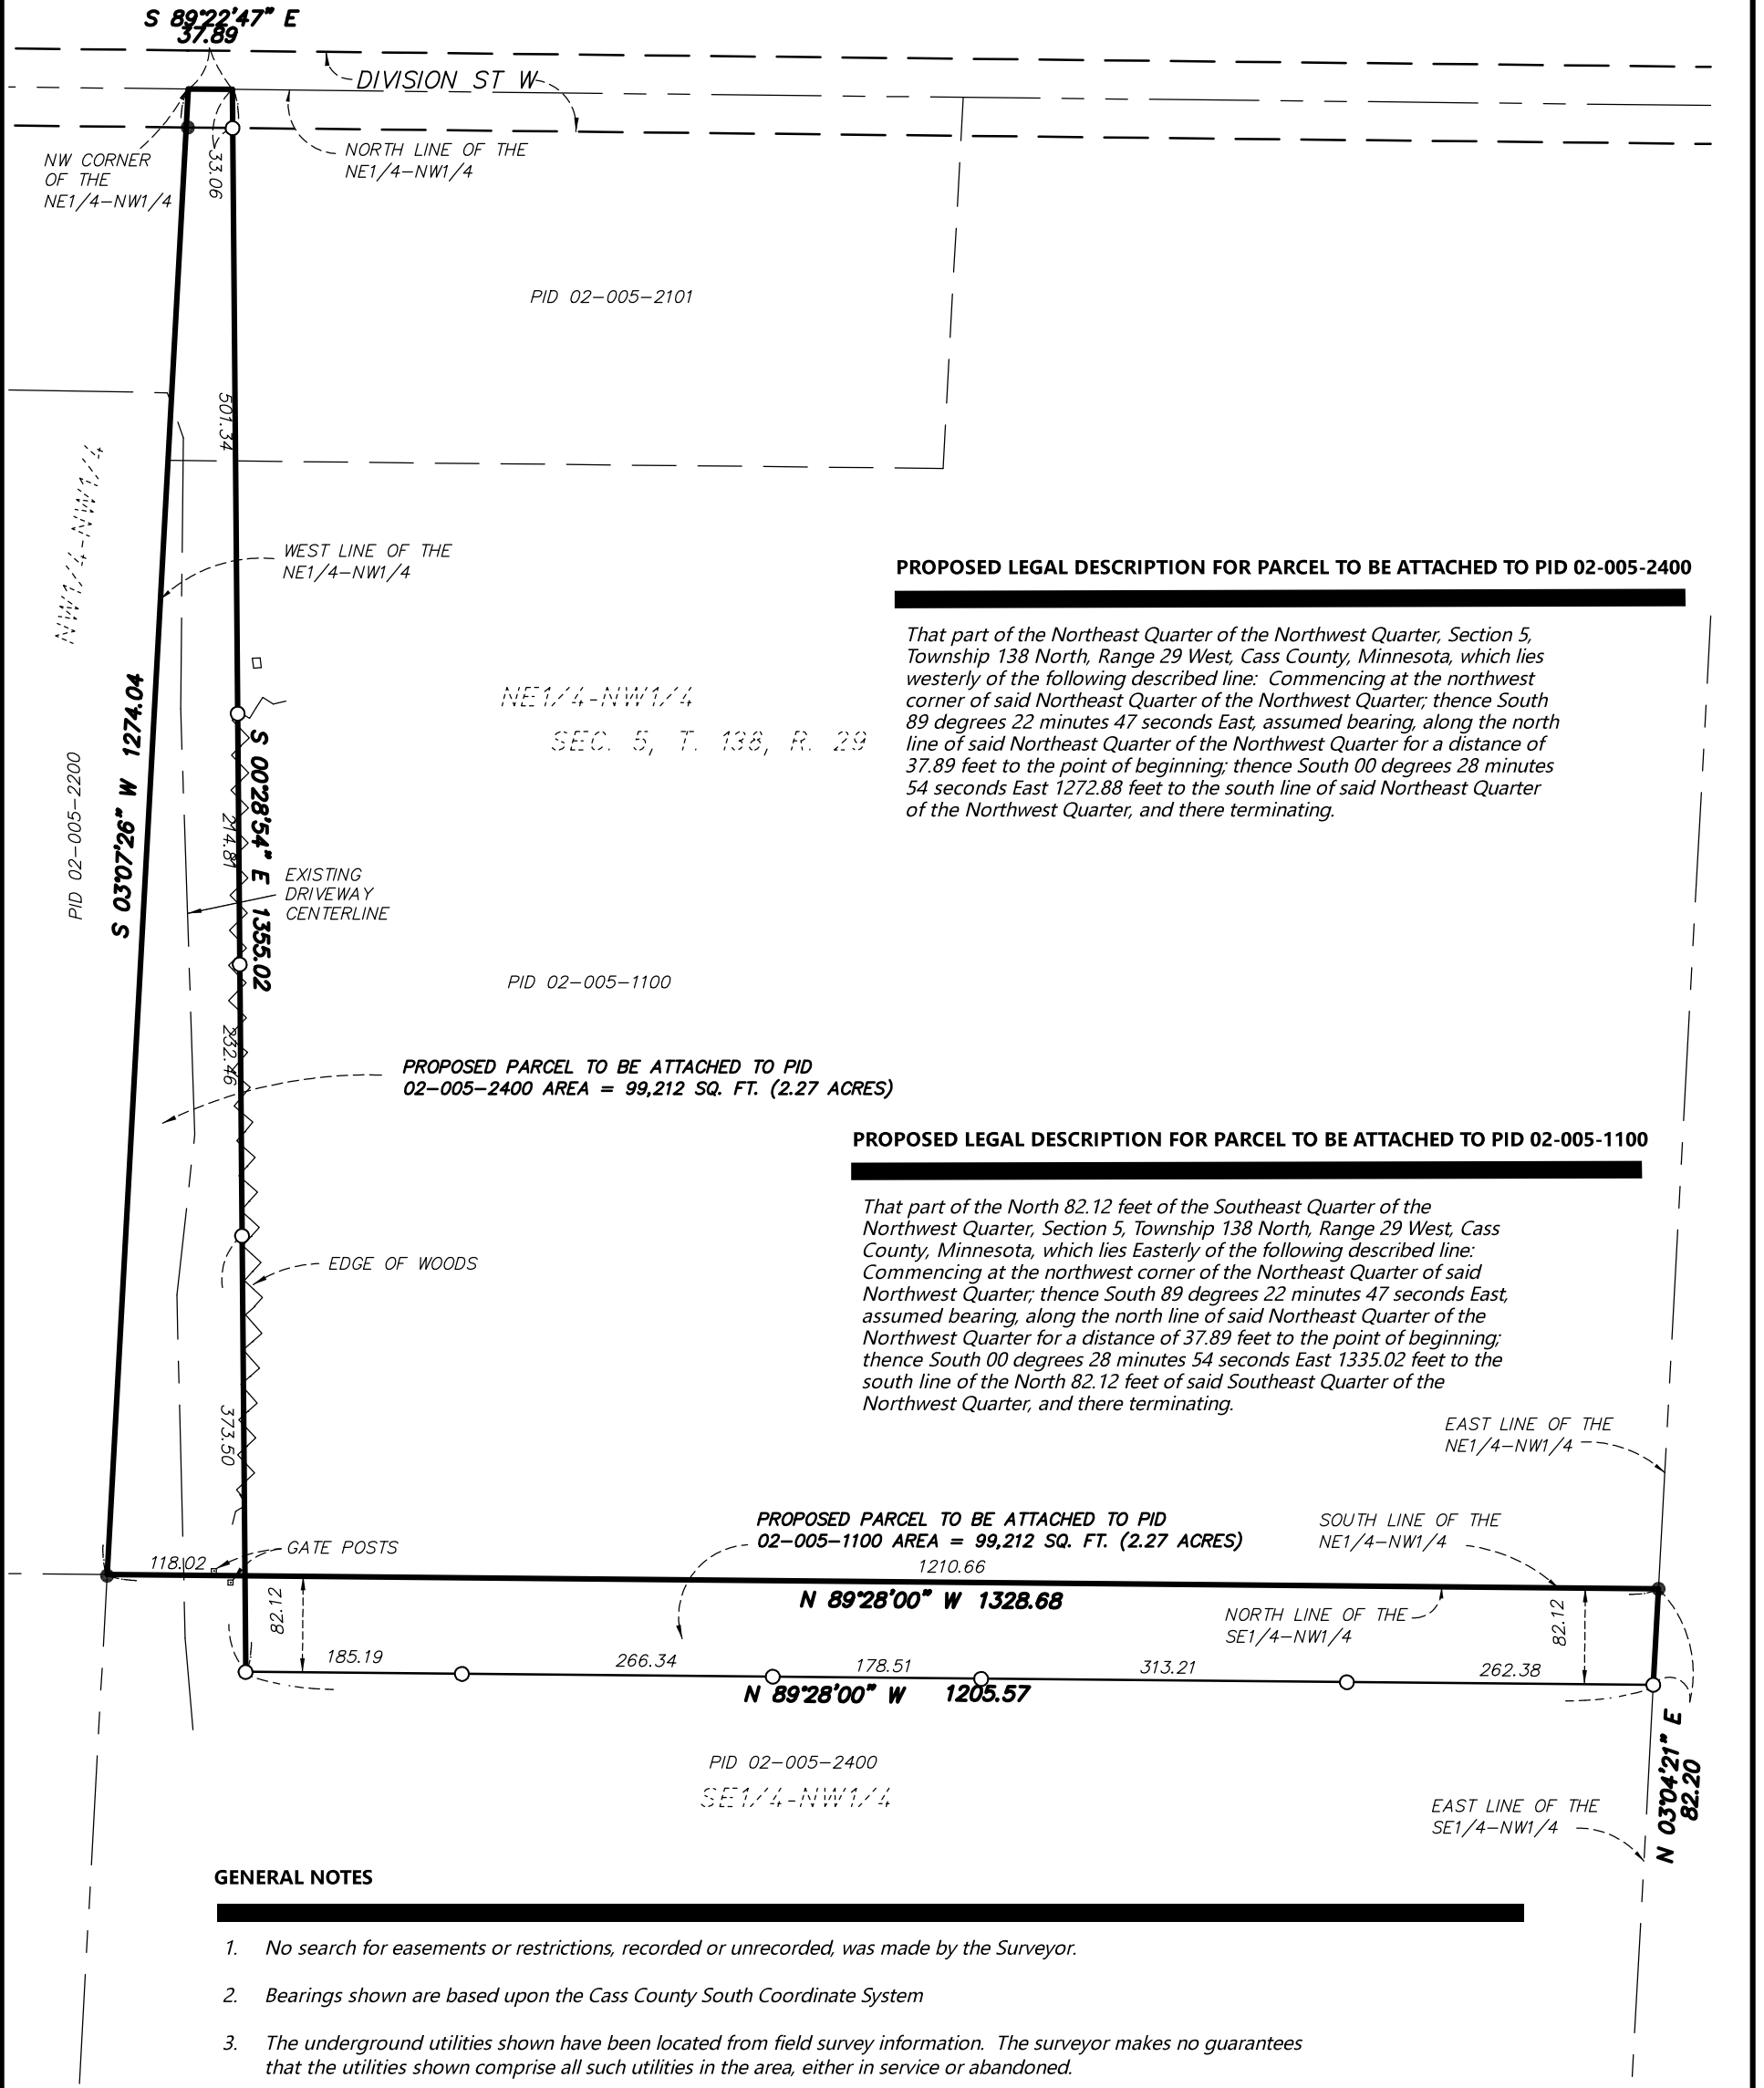 S 89°22'47" E
37.89
DIVISION ST W
NW CORNER
OF THE
NE1/4-NW1/4
33.06
NORTH LINE OF THE
NE1/4-NW1/4
PID 02-005-2101
501.34
NW1/4-NW1/4
WEST LINE OF THE
NE1/4-NW1/4
PROPOSED LEGAL DESCRIPTION FOR PARCEL TO BE ATTACHED TO PID 02-005-2400
That part of the Northeast Quarter of the Northwest Quarter, Section 5,
Township 138 North, Range 29 West, Cass County, Minnesota, which lies
westerly of the following described line: Commencing at the northwest
corner of said Northeast Quarter of the Northwest Quarter; thence South
89 degrees 22 minutes 47 seconds East, assumed bearing, along the north
line of said Northeast Quarter of the Northwest Quarter for a distance of
37.89 feet to the point of beginning; thence South 00 degrees 28 minutes
54 seconds East 1272.88 feet to the south line of said Northeast Quarter
of the Northwest Quarter, and there terminating.
NE1/4-NW1/4
SEC. 5, T. 138, R. 29
S 03°07'26" W 1274.04
PID 02-005-2200
S 00°28'54" E 1355.02
214.81
EXISTING
DRIVEWAY
CENTERLINE
PID 02-005-1100
232.46
PROPOSED PARCEL TO BE ATTACHED TO PID
02-005-2400 AREA = 99,212 SQ. FT. (2.27 ACRES)
PROPOSED LEGAL DESCRIPTION FOR PARCEL TO BE ATTACHED TO PID 02-005-1100
That part of the North 82.12 feet of the Southeast Quarter of the
Northwest Quarter, Section 5, Township 138 North, Range 29 West, Cass
County, Minnesota, which lies Easterly of the following described line:
Commencing at the northwest corner of the Northeast Quarter of said
Northwest Quarter; thence South 89 degrees 22 minutes 47 seconds East,
assumed bearing, along the north line of said Northeast Quarter of the
Northwest Quarter for a distance of 37.89 feet to the point of beginning;
thence South 00 degrees 28 minutes 54 seconds East 1335.02 feet to the
south line of the North 82.12 feet of said Southeast Quarter of the
Northwest Quarter, and there terminating.
EDGE OF WOODS
373.50
EAST LINE OF THE
NE1/4-NW1/4
PROPOSED PARCEL TO BE ATTACHED TO PID
02-005-1100 AREA = 99,212 SQ. FT. (2.27 ACRES)
SOUTH LINE OF THE
NE1/4-NW1/4
GATE POSTS
118.02
1210.66
N 89°28'00" W 1328.68
82.12
NORTH LINE OF THE
SE1/4-NW1/4
82.12
185.19
266.34
178.51
313.21
262.38
N 89°28'00" W 1205.57
N 03°04'21" E
82.20
PID 02-005-2400
SE1/4-NW1/4
EAST LINE OF THE
SE1/4-NW1/4
GENERAL NOTES
1. No search for easements or restrictions, recorded or unrecorded, was made by the Surveyor.
2. Bearings shown are based upon the Cass County South Coordinate System
3. The underground utilities shown have been located from field survey information. The surveyor makes no guarantees
that the utilities shown comprise all such utilities in the area, either in service or abandoned.